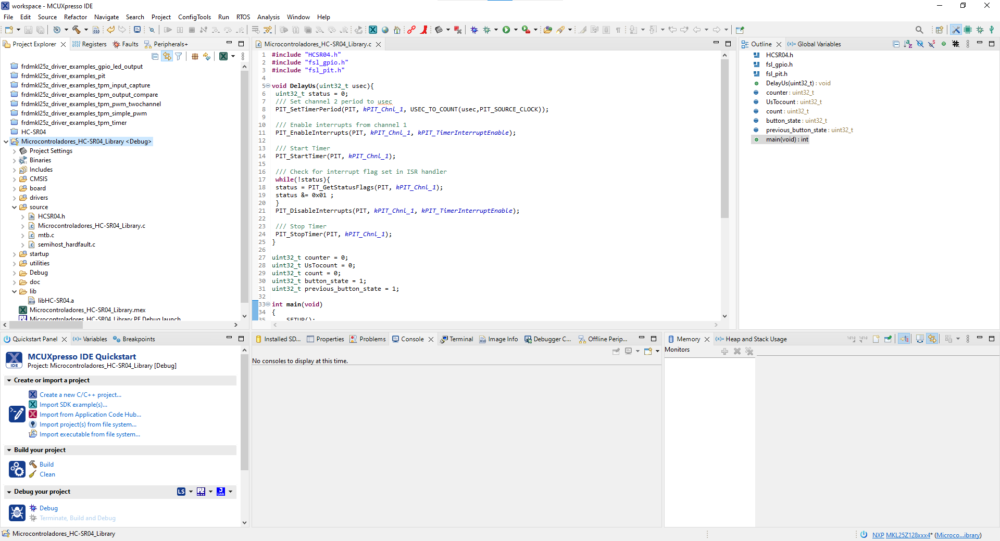 workspace - MCUXpresso IDE
File Edit Source Refactor Navigate Search Project ConfigTools Run RTOS Analysis Window Help
Project Explorer Registers Faults Peripherals+
frdmkl25z_driver_examples_gpio_led_output
frdmkl25z_driver_examples_pit
frdmkl25z_driver_examples_tpm_input_capture
frdmkl25z_driver_examples_tpm_output_compare
frdmkl25z_driver_examples_tpm_pwm_twochannel
frdmkl25z_driver_examples_tpm_simple_pwm
frdmkl25z_driver_examples_tpm_timer
HC-SR04
Microcontroladores_HC-SR04_Library <Debug>
Project Settings
Binaries
Includes
CMSIS
board
drivers
source
HCSR04.h
Microcontroladores_HC-SR04_Library.c
mtb.c
semihost_hardfault.c
startup
utilities
Debug
doc
lib
libHC-SR04.a
Microcontroladores_HC-SR04_Library.mex
Microcontroladores_HC-SR04_Library PE Debug.launch
Microcontroladores_HC-SR04_Library.c
1 #include "HCSR04.h"
2 #include "fsl_gpio.h"
3 #include "fsl_pit.h"
4
5 void DelayUs(uint32_t usec){
6 uint32_t status = 0;
7 /// Set channel 2 period to usec
8 PIT_SetTimerPeriod(PIT, kPIT_Chnl_1, USEC_TO_COUNT(usec,PIT_SOURCE_CLOCK));
9
10 /// Enable interrupts from channel 1
11 PIT_EnableInterrupts(PIT, kPIT_Chnl_1, kPIT_TimerInterruptEnable);
12
13 /// Start Timer
14 PIT_StartTimer(PIT, kPIT_Chnl_1);
15
16 /// Check for interrupt flag set in ISR handler
17 while(!status){
18 status = PIT_GetStatusFlags(PIT, kPIT_Chnl_1);
19 status &= 0x01 ;
20 }
21 PIT_DisableInterrupts(PIT, kPIT_Chnl_1, kPIT_TimerInterruptEnable);
22
23 /// Stop Timer
24 PIT_StopTimer(PIT, kPIT_Chnl_1);
25 }
26
27 uint32_t counter = 0;
28 uint32_t UsTocount = 0;
29 uint32_t count = 0;
30 uint32_t button_state = 1;
31 uint32_t previous_button_state = 1;
32
33 int main(void)
34 {
35 SETUP();
Outline (x)= Global Variables
HCSR04.h
fsl_gpio.h
fsl_pit.h
DelayUs(uint32_t) : void
counter : uint32_t
UsTocount : uint32_t
count : uint32_t
button_state : uint32_t
previous_button_state : uint32_t
main(void) : int
Quickstart Panel (x)= Variables Breakpoints
IDE
MCUXpresso IDE Quickstart
Project: Microcontroladores_HC-SR04_Library [Debug]
Create or import a project
Create a new C/C++ project...
Import SDK example(s)...
Import from Application Code Hub...
Import project(s) from file system...
Import executable from file system...
Build your project
Build
Clean
Debug your project LS Link
Debug
Terminate, Build and Debug
Installed SD... Properties Problems Console Terminal Image Info Debugger C... Offline Perip...
No consoles to display at this time.
Memory (x)= Heap and Stack Usage
Monitors
Microcontroladores_HC-SR04_Library
NXP MKL25Z128xxx4* (Microco...ibrary)